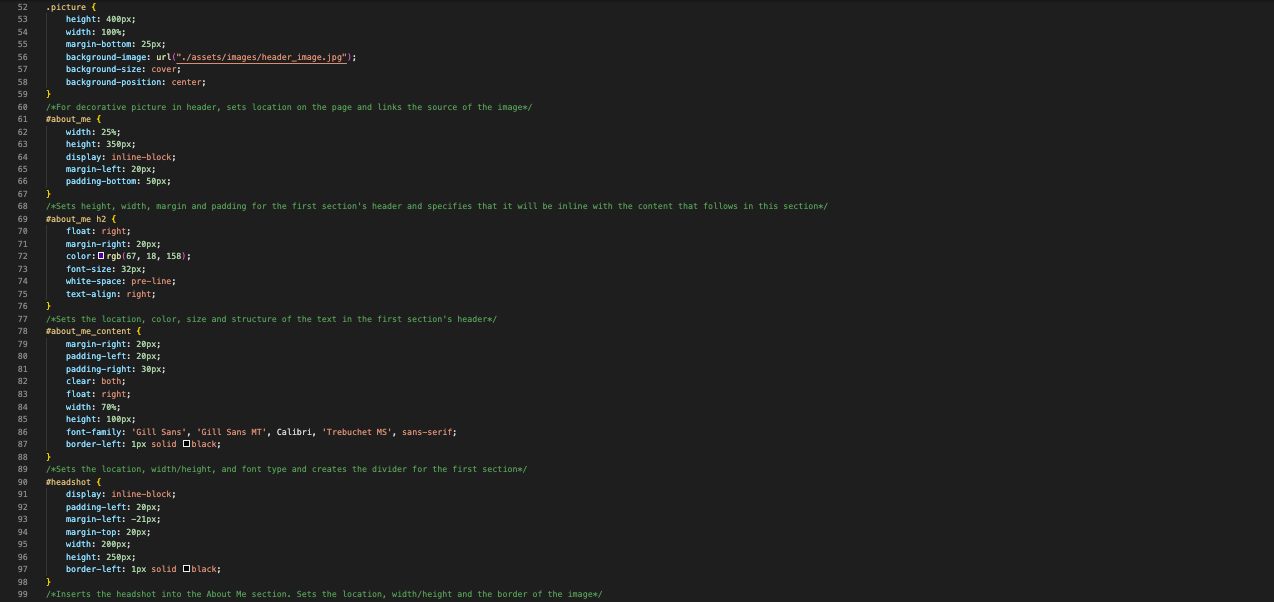 52 .picture {
53 height: 400px;
54 width: 100%;
55 margin-bottom: 25px;
56 background-image: url("./assets/images/header_image.jpg");
57 background-size: cover;
58 background-position: center;
59 }
60 /*For decorative picture in header, sets location on the page and links the source of the image*/
61 #about_me {
62 width: 25%;
63 height: 350px;
64 display: inline-block;
65 margin-left: 20px;
66 padding-bottom: 50px;
67 }
68 /*Sets height, width, margin and padding for the first section's header and specifies that it will be inline with the content that follows in this section*/
69 #about_me h2 {
70 float: right;
71 margin-right: 20px;
72 color: rgb(67, 18, 158);
73 font-size: 32px;
74 white-space: pre-line;
75 text-align: right;
76 }
77 /*Sets the location, color, size and structure of the text in the first section's header*/
78 #about_me_content {
79 margin-right: 20px;
80 padding-left: 20px;
81 padding-right: 30px;
82 clear: both;
83 float: right;
84 width: 70%;
85 height: 100px;
86 font-family: 'Gill Sans', 'Gill Sans MT', Calibri, 'Trebuchet MS', sans-serif;
87 border-left: 1px solid black;
88 }
89 /*Sets the location, width/height, and font type and creates the divider for the first section*/
90 #headshot {
91 display: inline-block;
92 padding-left: 20px;
93 margin-left: -21px;
94 margin-top: 20px;
95 width: 200px;
96 height: 250px;
97 border-left: 1px solid black;
98 }
99 /*Inserts the headshot into the About Me section. Sets the location, width/height and the border of the image*/